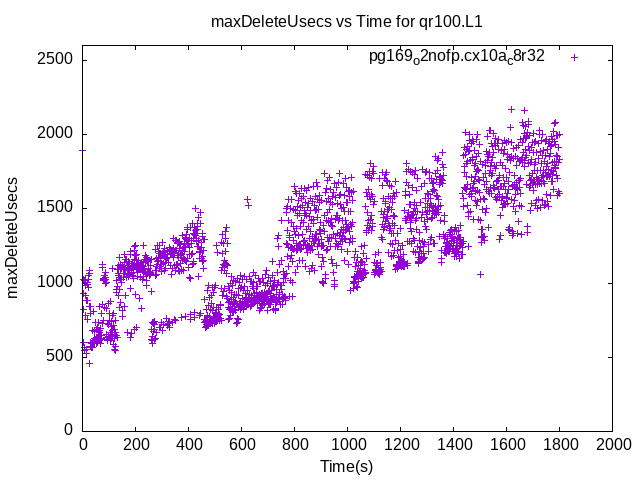 maxDeleteUsecs vs Time for qr100.L1
pg169o2nofp.cx10ac8r32
2500
2000
1500
1000
500
0
maxDeleteUsecs
0 200 400 600 800 1000 1200 1400 1600 1800 2000
Time(s)